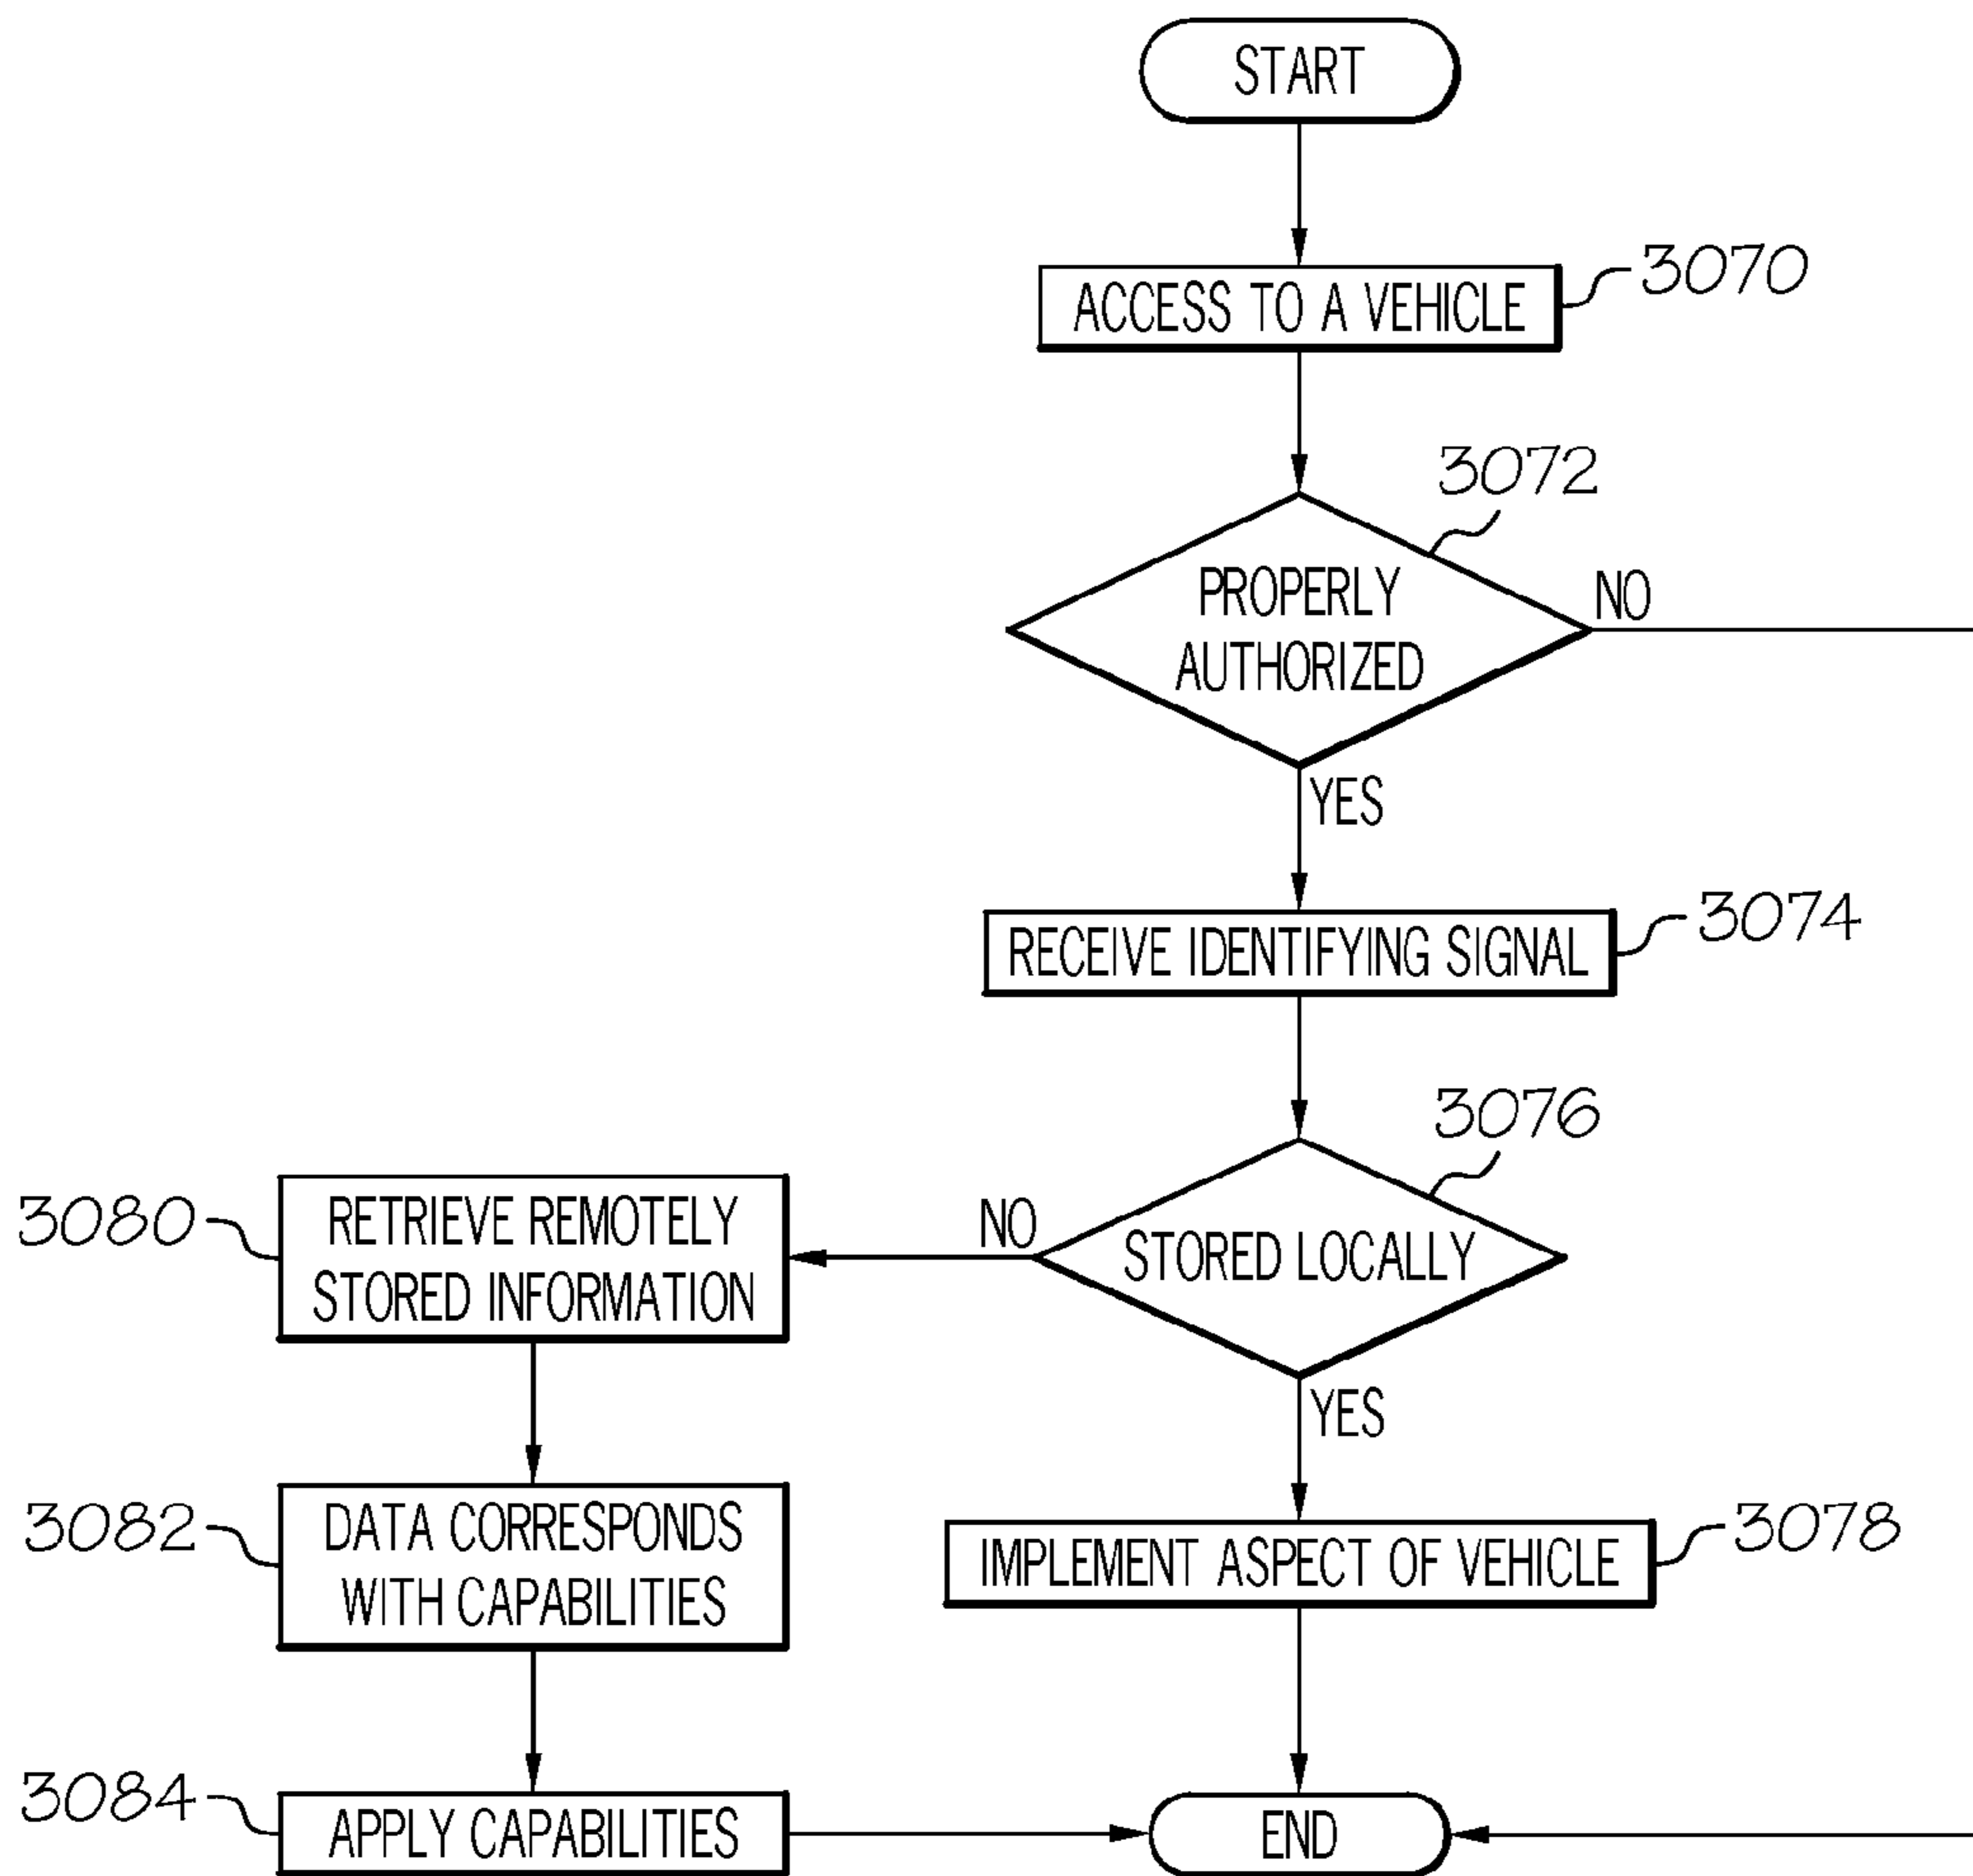 START
ACCESS TO A VEHICLE
3070
3072
PROPERLY
AUTHORIZED
NO
YES
RECEIVE IDENTIFYING SIGNAL
3074
3076
STORED LOCALLY
NO
YES
3080
RETRIEVE REMOTELY
STORED INFORMATION
3082
DATA CORRESPONDS
WITH CAPABILITIES
IMPLEMENT ASPECT OF VEHICLE
3078
3084
APPLY CAPABILITIES
END